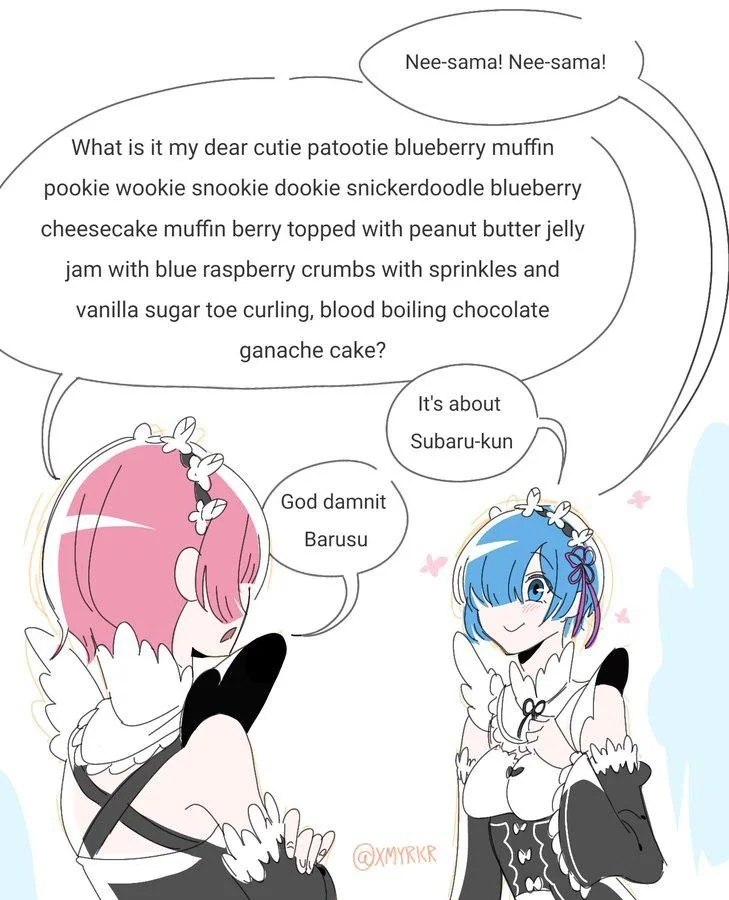 Nee-sama! Nee-sama!
What is it my dear cutie patootie blueberry muffin
pookie wookie snookie dookie snickerdoodle blueberry
cheesecake muffin berry topped with peanut butter jelly
jam with blue raspberry crumbs with sprinkles and
vanilla sugar toe curling, blood boiling chocolate
ganache cake?
It's about
Subaru-kun
God damnit
Barusu
@XMYRKR